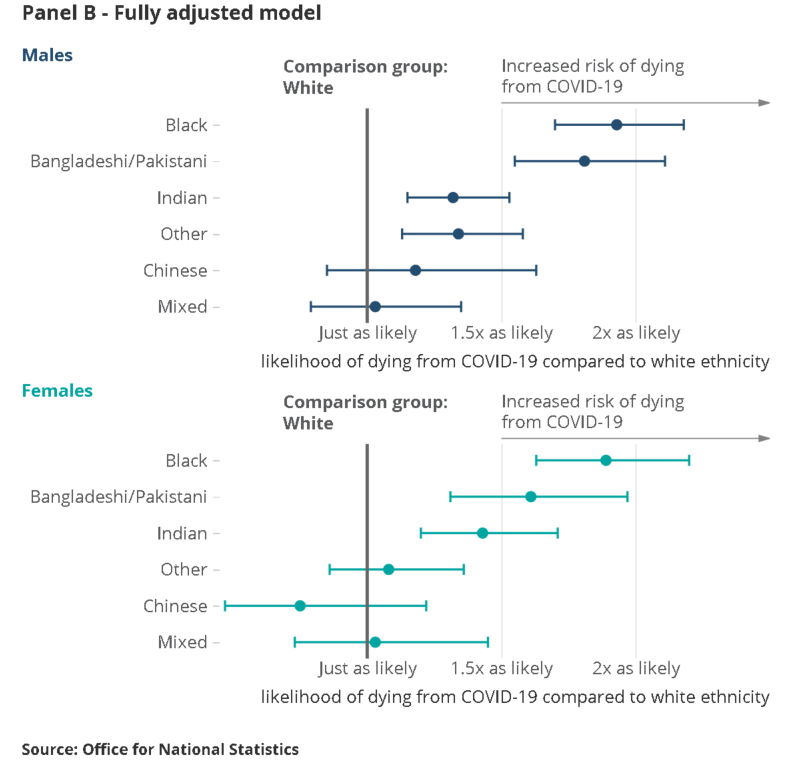 Panel B - Fully adjusted model
Males
Comparison group:
White
Increased risk of dying
from COVID-19
Black
Bangladeshi/Pakistani
Indian
Other
Chinese
Mixed
Just as likely 1.5x as likely 2x as likely
likelihood of dying from COVID-19 compared to white ethnicity
Females
Comparison group:
White
Increased risk of dying
from COVID-19
Black
Bangladeshi/Pakistani
Indian
Other
Chinese
Mixed
Just as likely 1.5x as likely 2x as likely
likelihood of dying from COVID-19 compared to white ethnicity
Source: Office for National Statistics